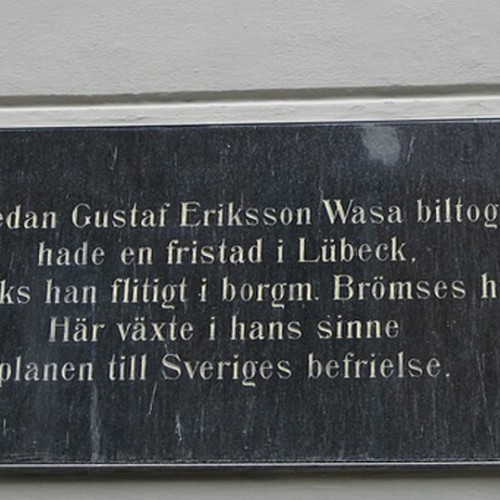 edan Gustaf Eriksson Wasa biltog
hade en fristad i Lübeck,
ks han flitigt i borgm. Brömses h
Här växte i hans sinne
planen till Sveriges befrielse.